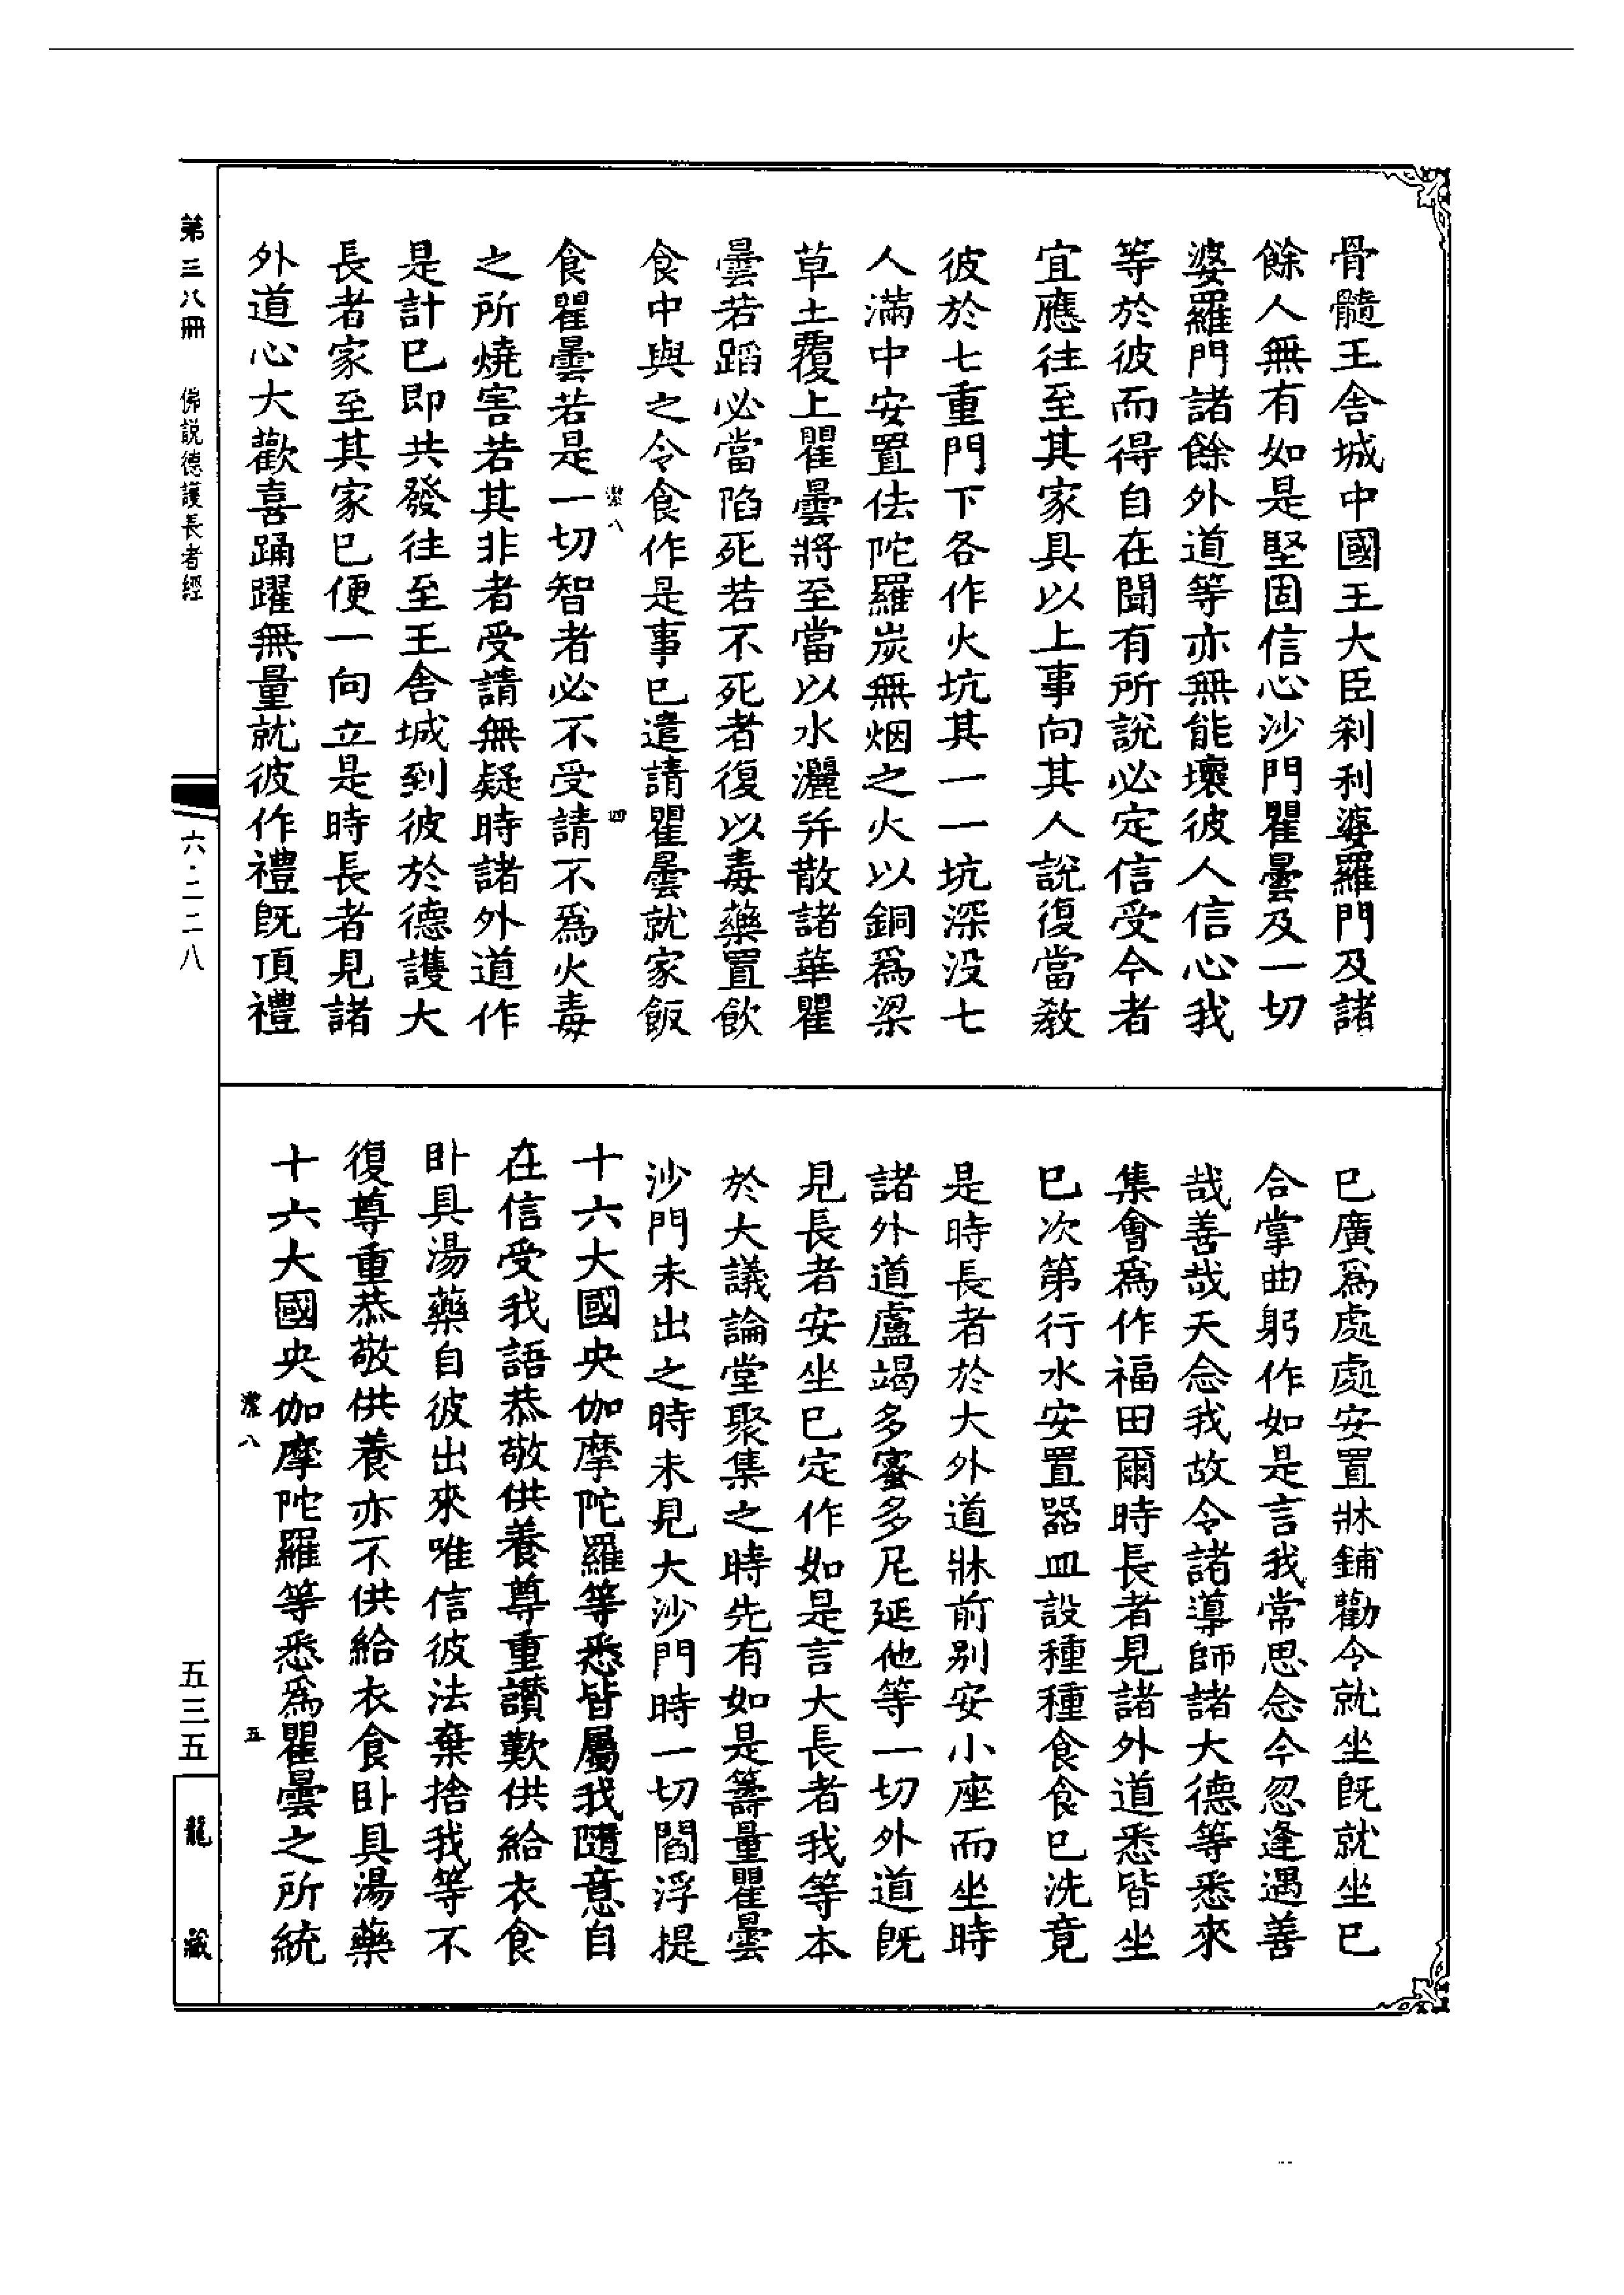 骨髓王舍城中國王大臣刹利婆羅門及諸
餘人無有如是堅固信心沙門瞿曇及一切
婆羅門諸餘外道等亦無能壞彼人信心我
等於彼而得自在聞有所說必定信受今者
宜應往至其家具以上事向其人說復當教
彼於七重門下各作火坑其一一坑深没七
人滿中安置佉陀羅炭無烟之火以銅爲梁
草土覆上瞿曇將至當以水灑并散諸華瞿
曇若蹈必當陷死若不死者復以毒藥置飲
食中與之令食作是事已遣請瞿曇就家飯
食瞿曇若是一切智者必不受請不爲火毒
之所燒害若其非者受請無疑時諸外道作
是計已即共發往至王舍城到彼於德護大
長者家至其家已便一向立是時長者見諸
外道心大歡喜踊躍無量就彼作禮旣頂禮
已廣爲處處安置牀鋪勸令就坐旣就坐已
合掌曲躬作如是言我常思念今忽逢遇善
哉善哉天念我故令諸導師諸大德等悉來
集會爲作福田爾時長者見諸外道悉皆坐
已次第行水安置器皿設種種食食已洗竟
是時長者於大外道牀前别安小座而坐時
諸外道盧竭多蜜多尼延他等一切外道旣
見長者安坐已定作如是言大長者我等本
於大議論堂聚集之時先有如是籌量瞿曇
沙門未出之時未見大沙門時一切閻浮提
十六大國央伽摩陀羅等悉皆屬我隨意自
在信受我語恭敬供養尊重讃歎供給衣食
卧具湯藥自彼出來唯信彼法棄捨我等不
復尊重恭敬供養亦不供給衣食卧具湯藥
十六大國央伽摩陀羅等悉爲瞿曇之所統
第三八冊
佛説德護長者經
六·二二八
五三五
龍藏
八
四
八
五